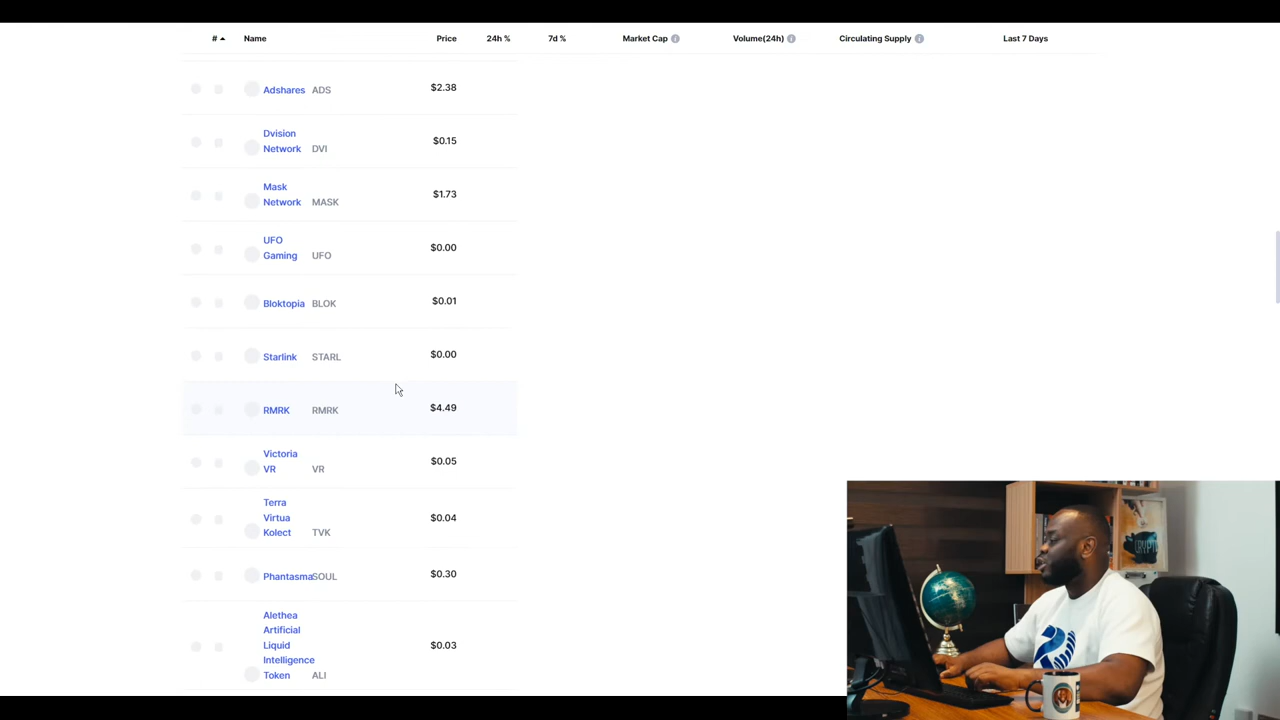 # Name Price 24h % 7d % Market Cap Volume(24h) Circulating Supply Last 7 Days
Adshares ADS $2.38
Dvision
Network DVI $0.15
Mask
Network MASK $1.73
UFO
Gaming UFO $0.00
Bloktopia BLOK $0.01
Starlink STARL $0.00
RMRK RMRK $4.49
Victoria
VR VR $0.05
Terra
Virtua
Kolect TVK $0.04
Phantasma SOUL $0.30
Alethea
Artificial
Liquid
Intelligence
Token ALI $0.03
CRYPTO